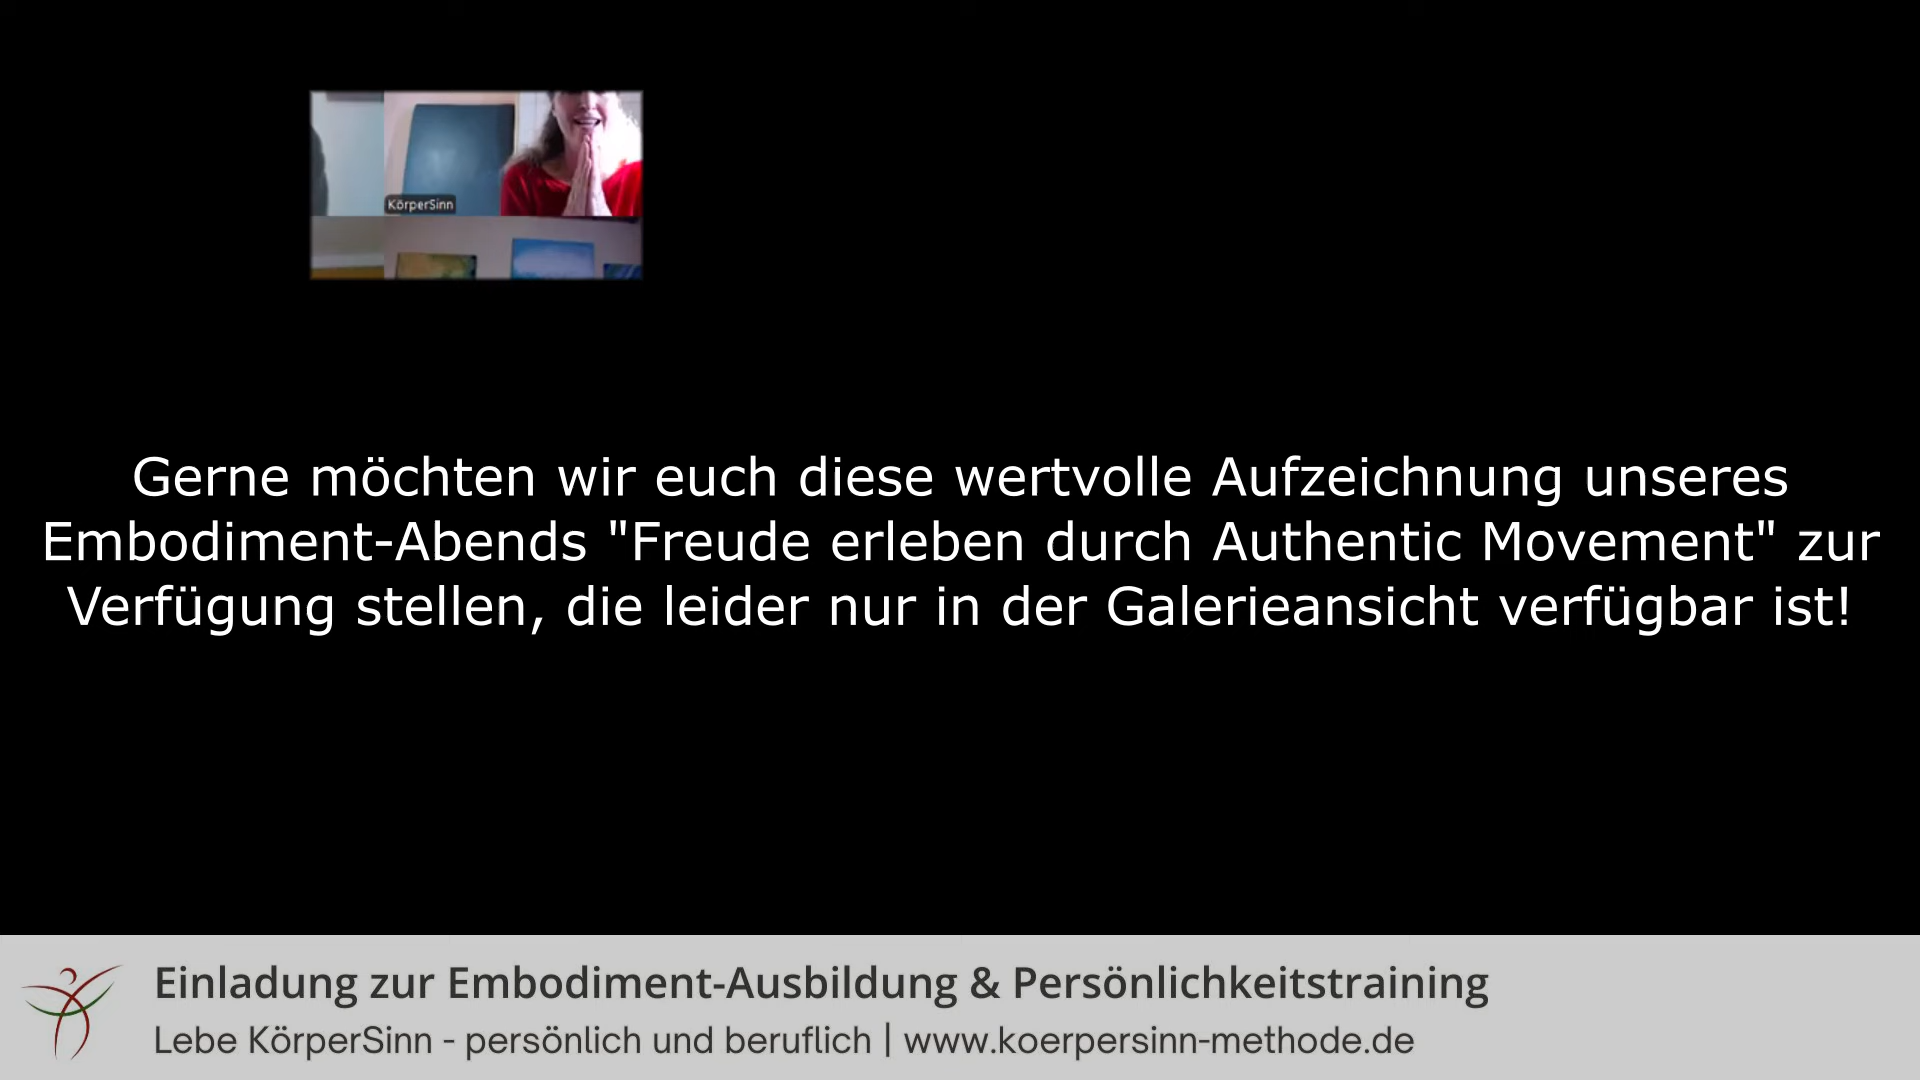 KörperSinn
Gerne möchten wir euch diese wertvolle Aufzeichnung unseres
Embodiment-Abends "Freude erleben durch Authentic Movement" zur
Verfügung stellen, die leider nur in der Galerieansicht verfügbar ist!
Einladung zur Embodiment-Ausbildung & Persönlichkeitstraining
Lebe KörperSinn - persönlich und beruflich | www.koerpersinn-methode.de